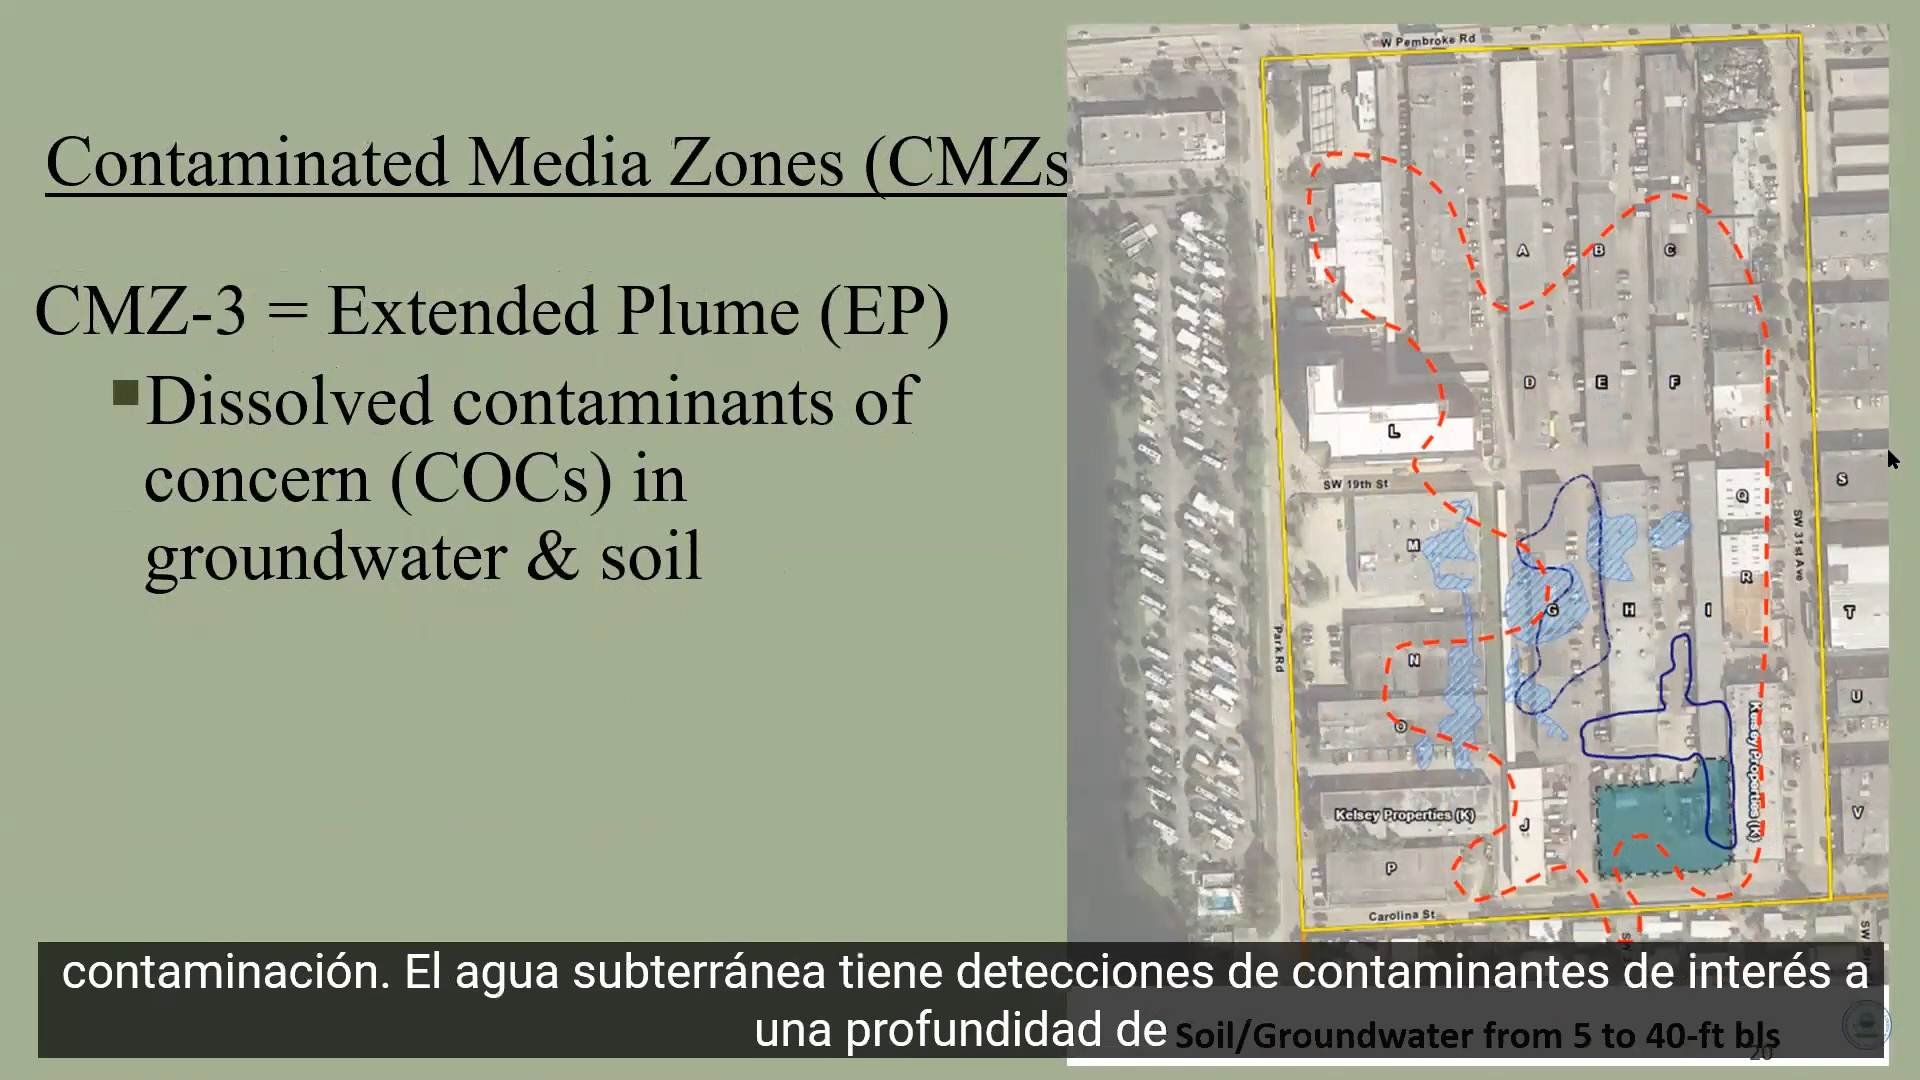 Contaminated Media Zones (CMZs
CMZ-3 = Extended Plume (EP)
Dissolved contaminants of
concern (COCs) in
groundwater & soil
W Pembroke Rd
A
B
C
D
E
F
L
SW 19th St
Q
S
M
SW 31st Ave
R
G
H
I
T
Park Rd
N
U
O
Kelsey Properties (K)
Kelsey Properties (K)
J
V
P
Carolina St
SW
contaminación. El agua subterránea tiene detecciones de contaminantes de interés a
una profundidad de
Soil/Groundwater from 5 to 40-ft bls
20